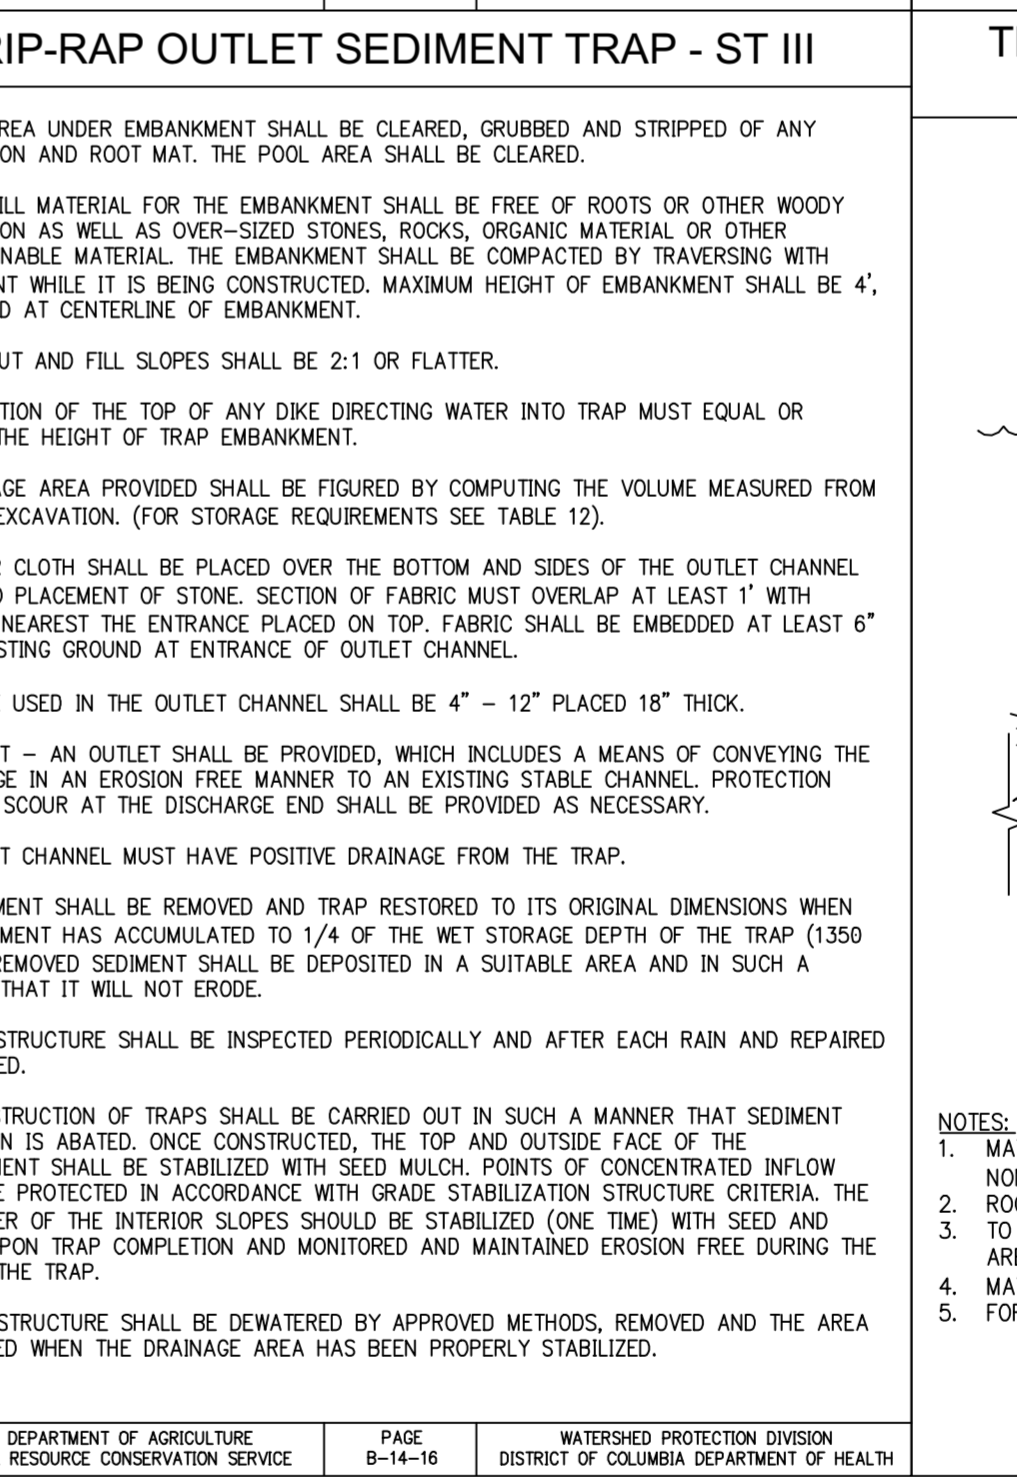 RIP-RAP OUTLET SEDIMENT TRAP - ST III
AREA UNDER EMBANKMENT SHALL BE CLEARED, GRUBBED AND STRIPPED OF ANY
ON AND ROOT MAT. THE POOL AREA SHALL BE CLEARED.
ILL MATERIAL FOR THE EMBANKMENT SHALL BE FREE OF ROOTS OR OTHER WOODY
ON AS WELL AS OVER-SIZED STONES, ROCKS, ORGANIC MATERIAL OR OTHER
NABLE MATERIAL. THE EMBANKMENT SHALL BE COMPACTED BY TRAVERSING WITH
NT WHILE IT IS BEING CONSTRUCTED. MAXIMUM HEIGHT OF EMBANKMENT SHALL BE 4',
D AT CENTERLINE OF EMBANKMENT.
UT AND FILL SLOPES SHALL BE 2:1 OR FLATTER.
TION OF THE TOP OF ANY DIKE DIRECTING WATER INTO TRAP MUST EQUAL OR
THE HEIGHT OF TRAP EMBANKMENT.
GE AREA PROVIDED SHALL BE FIGURED BY COMPUTING THE VOLUME MEASURED FROM
EXCAVATION. (FOR STORAGE REQUIREMENTS SEE TABLE 12).
CLOTH SHALL BE PLACED OVER THE BOTTOM AND SIDES OF THE OUTLET CHANNEL
PLACEMENT OF STONE. SECTION OF FABRIC MUST OVERLAP AT LEAST 1' WITH
NEAREST THE ENTRANCE PLACED ON TOP. FABRIC SHALL BE EMBEDDED AT LEAST 6"
STING GROUND AT ENTRANCE OF OUTLET CHANNEL.
USED IN THE OUTLET CHANNEL SHALL BE 4" – 12" PLACED 18" THICK.
T – AN OUTLET SHALL BE PROVIDED, WHICH INCLUDES A MEANS OF CONVEYING THE
GE IN AN EROSION FREE MANNER TO AN EXISTING STABLE CHANNEL. PROTECTION
SCOUR AT THE DISCHARGE END SHALL BE PROVIDED AS NECESSARY.
T CHANNEL MUST HAVE POSITIVE DRAINAGE FROM THE TRAP.
MENT SHALL BE REMOVED AND TRAP RESTORED TO ITS ORIGINAL DIMENSIONS WHEN
MENT HAS ACCUMULATED TO 1/4 OF THE WET STORAGE DEPTH OF THE TRAP (1350
REMOVED SEDIMENT SHALL BE DEPOSITED IN A SUITABLE AREA AND IN SUCH A
THAT IT WILL NOT ERODE.
STRUCTURE SHALL BE INSPECTED PERIODICALLY AND AFTER EACH RAIN AND REPAIRED
ED.
TRUCTION OF TRAPS SHALL BE CARRIED OUT IN SUCH A MANNER THAT SEDIMENT
N IS ABATED. ONCE CONSTRUCTED, THE TOP AND OUTSIDE FACE OF THE
MENT SHALL BE STABILIZED WITH SEED MULCH. POINTS OF CONCENTRATED INFLOW
E PROTECTED IN ACCORDANCE WITH GRADE STABILIZATION STRUCTURE CRITERIA. THE
ER OF THE INTERIOR SLOPES SHOULD BE STABILIZED (ONE TIME) WITH SEED AND
PON TRAP COMPLETION AND MONITORED AND MAINTAINED EROSION FREE DURING THE
THE TRAP.
STRUCTURE SHALL BE DEWATERED BY APPROVED METHODS, REMOVED AND THE AREA
ED WHEN THE DRAINAGE AREA HAS BEEN PROPERLY STABILIZED.
DEPARTMENT OF AGRICULTURE
RESOURCE CONSERVATION SERVICE
PAGE
B-14-16
WATERSHED PROTECTION DIVISION
DISTRICT OF COLUMBIA DEPARTMENT OF HEALTH
NOTES:
1. MA
NO
2. RO
3. TO
ARE
4. MA
5. FOR